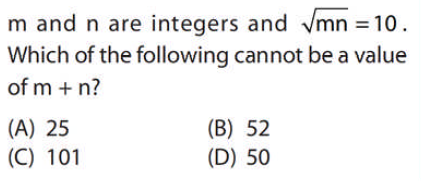 m and n are integers and √mn = 10.
Which of the following cannot be a value
of m + n?
(A) 25 (B) 52
(C) 101 (D) 50